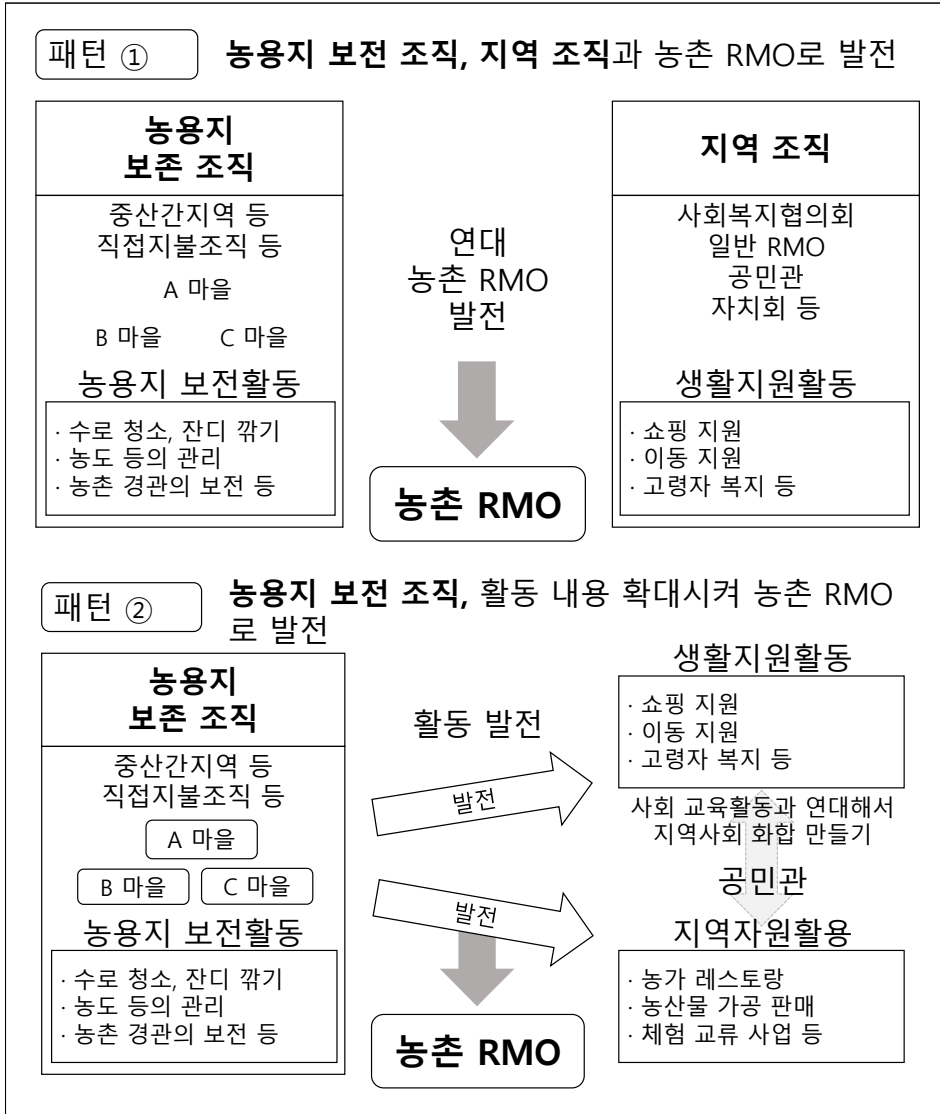 패턴 ①
농용지 보전 조직, 지역 조직과 농촌 RMO로 발전
농용지
보존 조직
중산간지역 등
직접지불조직 등
A 마을
B 마을
C 마을
농용지 보전활동
· 수로 청소, 잔디 깎기
· 농도 등의 관리
· 농촌 경관의 보전 등
연대
농촌 RMO
발전
농촌 RMO
지역 조직
사회복지협의회
일반 RMO
공민관
자치회 등
생활지원활동
· 쇼핑 지원
· 이동 지원
· 고령자 복지 등
패턴 ②
농용지 보전 조직, 활동 내용 확대시켜 농촌 RMO
로 발전
농용지
보존 조직
중산간지역 등
직접지불조직 등
A 마을
B 마을
C 마을
농용지 보전활동
· 수로 청소, 잔디 깎기
· 농도 등의 관리
· 농촌 경관의 보전 등
활동 발전
발전
발전
농촌 RMO
생활지원활동
· 쇼핑 지원
· 이동 지원
· 고령자 복지 등
사회 교육활동과 연대해서
지역사회 화합 만들기
공민관
지역자원활용
· 농가 레스토랑
· 농산물 가공 판매
· 체험 교류 사업 등